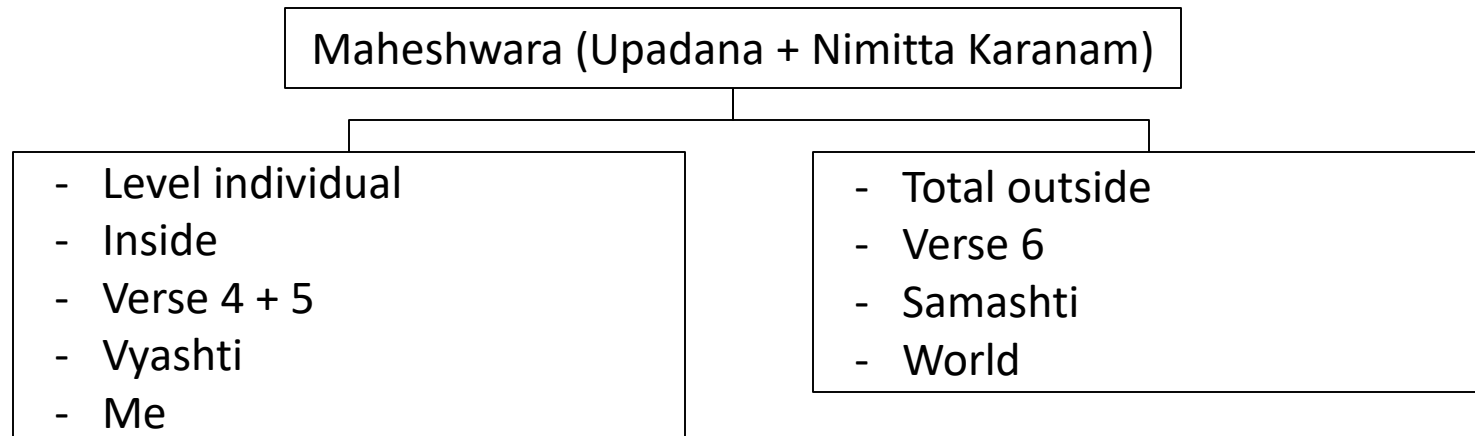 Maheshwara (Upadana + Nimitta Karanam)
- Level individual
- Inside
- Verse 4 + 5
- Vyashti
- Me
- Total outside
- Verse 6
- Samashti
- World